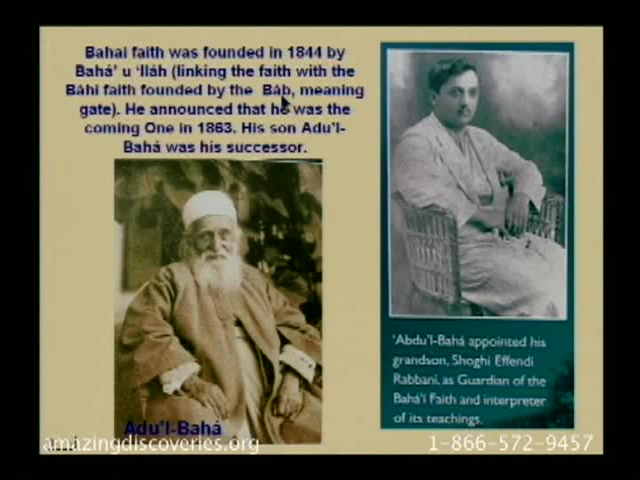 Bahai faith was founded in 1844 by
Bahá' u 'lláh (linking the faith with the
Báhi faith founded by the Báb, meaning
gate). He announced that he was the
coming One in 1863. His son Adu'l-
Bahá was his successor.
'Abdu'l-Bahá appointed his
grandson, Shoghi Effendi
Rabbani, as Guardian of the
Bahá'í Faith and interpreter
of its teachings.
Adu'l-Bahá
amazingdiscoveries.org
1-866-572-9457